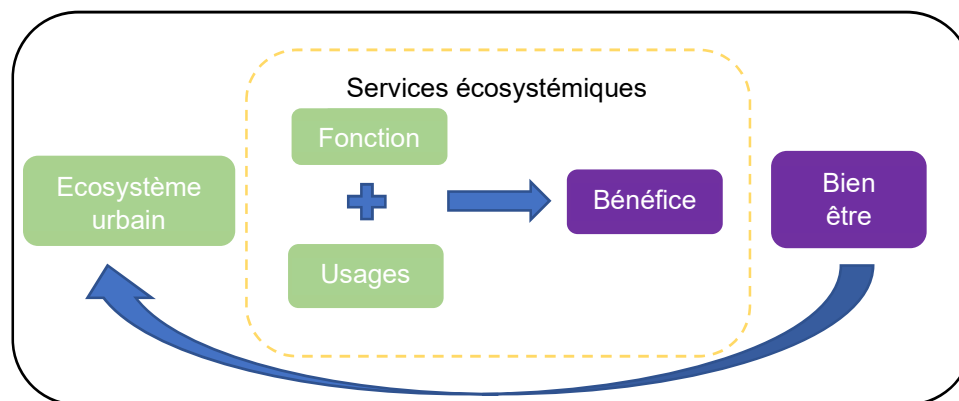 Services écosystémiques
Fonction
Ecosystème
urbain
Bénéfice
Bien
être
Usages